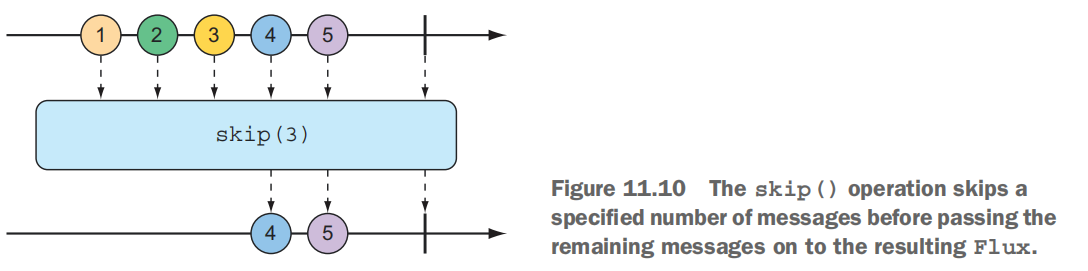 1 2 3 4 5
skip(3)
4 5
Figure 11.10 The skip() operation skips a
specified number of messages before passing the
remaining messages on to the resulting Flux.